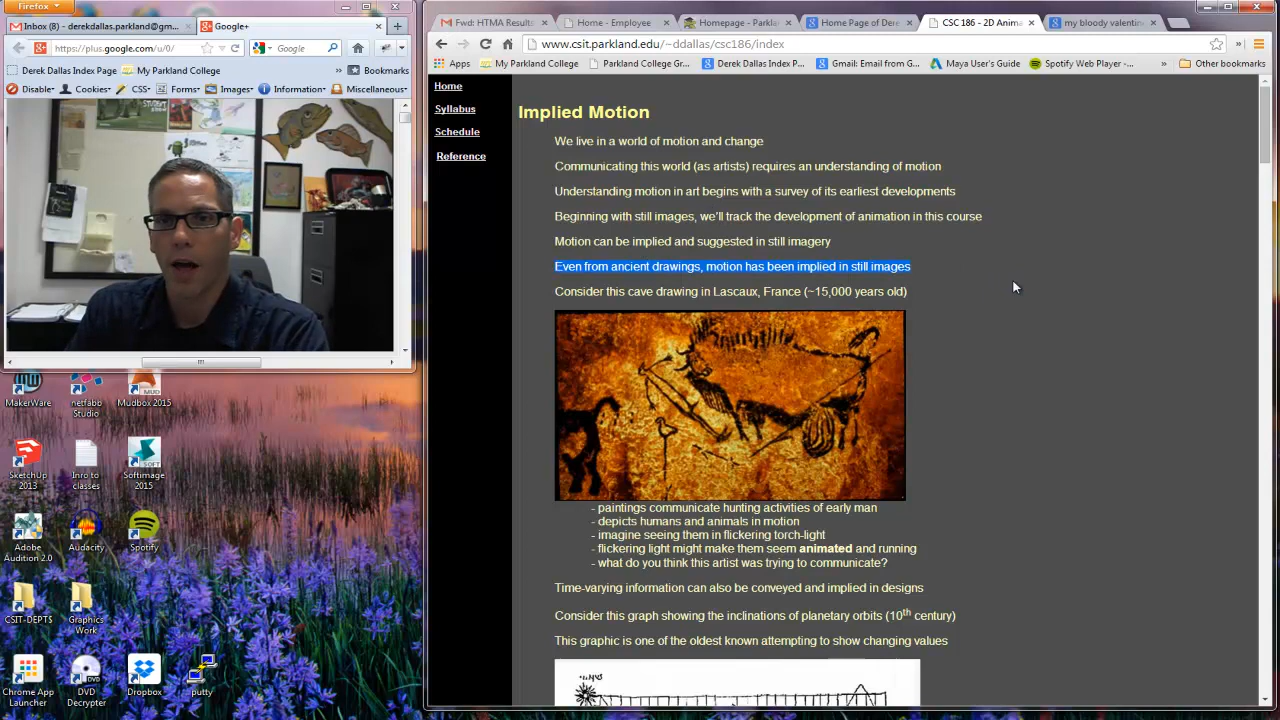 Firefox
Inbox (8) - derekdallas.parkland@gm...
Google+
https://plus.google.com/u/0/
Google
Derek Dallas Index Page
My Parkland College
»
Bookmarks
Disable
Cookies
CSS
Forms
Images
Information
Miscellaneous
MakerWare
netfabb Studio
Mudbox 2015
SketchUp 2013
Inro to classes
Softimage 2015
Adobe Audition 2.0
Audacity
Spotify
CSIT-DEPTS
Graphics Work
Chrome App Launcher
DVD Decrypter
Dropbox
putty
Fwd: HTMA Results
Home - Employee
Homepage - Parkla
Home Page of Dere
CSC 186 - 2D Anima
my bloody valentin
www.csit.parkland.edu/~ddallas/csc186/index
Apps
My Parkland College
Parkland College Gr...
Derek Dallas Index P...
Gmail: Email from G...
Maya User's Guide
Spotify Web Player -...
»
Other bookmarks
Home
Syllabus
Schedule
Reference
Implied Motion
We live in a world of motion and change
Communicating this world (as artists) requires an understanding of motion
Understanding motion in art begins with a survey of its earliest developments
Beginning with still images, we'll track the development of animation in this course
Motion can be implied and suggested in still imagery
Even from ancient drawings, motion has been implied in still images
Consider this cave drawing in Lascaux, France (~15,000 years old)
- paintings communicate hunting activities of early man
- depicts humans and animals in motion
- imagine seeing them in flickering torch-light
- flickering light might make them seem animated and running
- what do you think this artist was trying to communicate?
Time-varying information can also be conveyed and implied in designs
Consider this graph showing the inclinations of planetary orbits (10th century)
This graphic is one of the oldest known attempting to show changing values